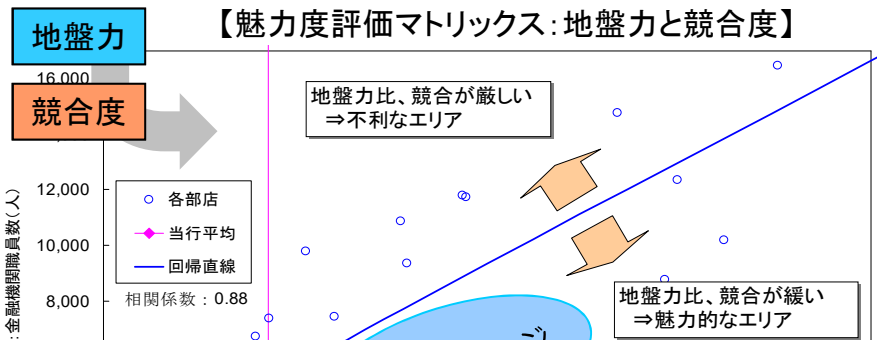 【魅力度評価マトリックス：地盤力と競合度】
地盤力
競合度
16,000
12,000
10,000
8,000
：金融機関職員数（人）
各部店
当行平均
回帰直線
相関係数：0.88
地盤力比、競合が厳しい
⇒不利なエリア
地盤力比、競合が緩い
⇒魅力的なエリア